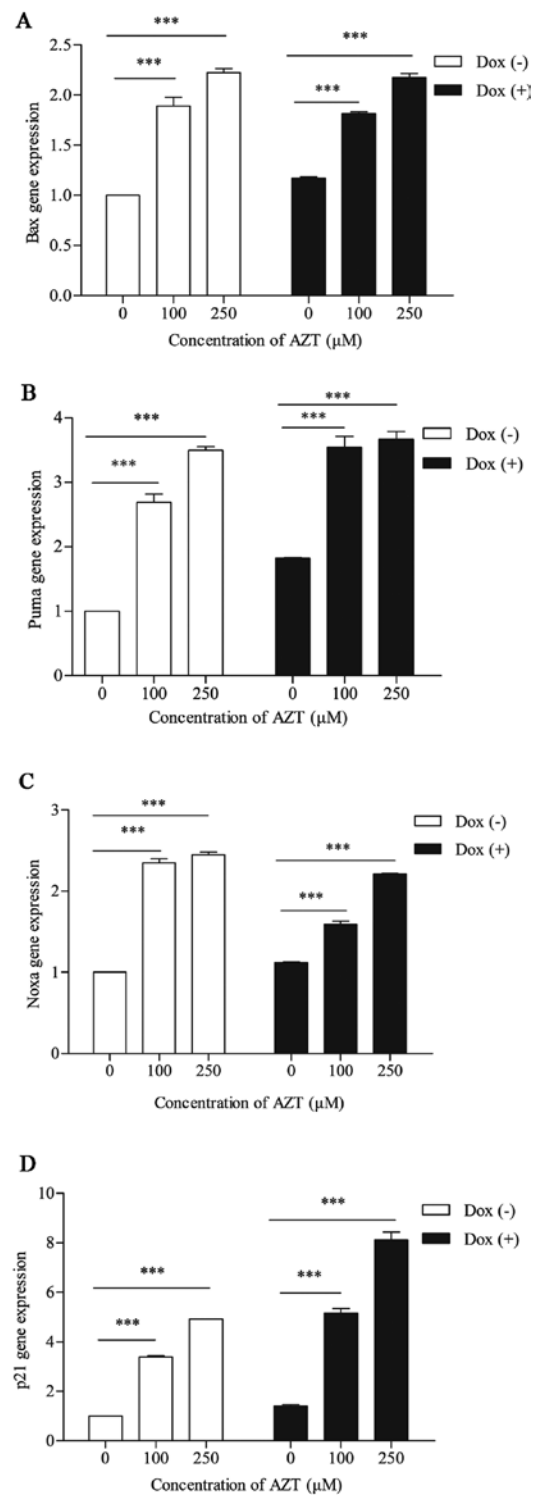 A
*** ***
*** ***
Dox (-)
Dox (+)
Bax gene expression
2.5
2.0
1.5
1.0
0.5
0.0
0 100 250 0 100 250
Concentration of AZT (µM)
B
*** ***
*** ***
Dox (-)
Dox (+)
Puma gene expression
4
3
2
1
0
0 100 250 0 100 250
Concentration of AZT (µM)
C
*** ***
*** ***
Dox (-)
Dox (+)
Noxa gene expression
3
2
1
0
0 100 250 0 100 250
Concentration of AZT (µM)
D
*** ***
*** ***
Dox (-)
Dox (+)
p21 gene expression
10
8
6
4
2
0
0 100 250 0 100 250
Concentration of AZT (µM)